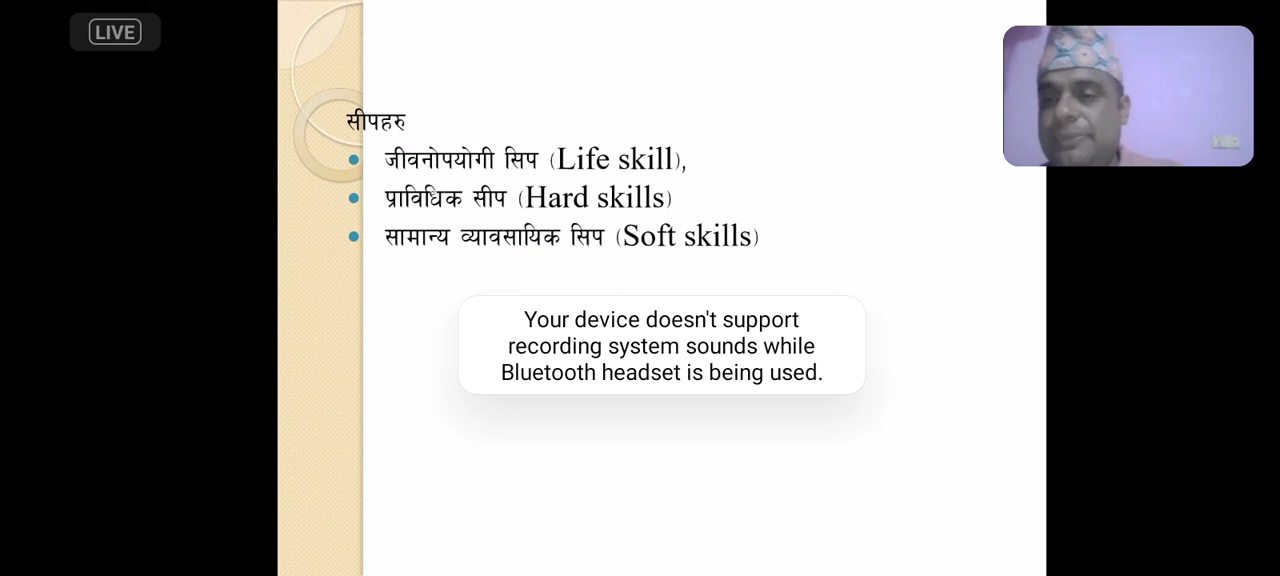 LIVE
सीपहरु
जीवनोपयोगी सिप (Life skill),
प्राविधिक सीप (Hard skills)
सामान्य व्यावसायिक सिप (Soft skills)
Your device doesn't support
recording system sounds while
Bluetooth headset is being used.